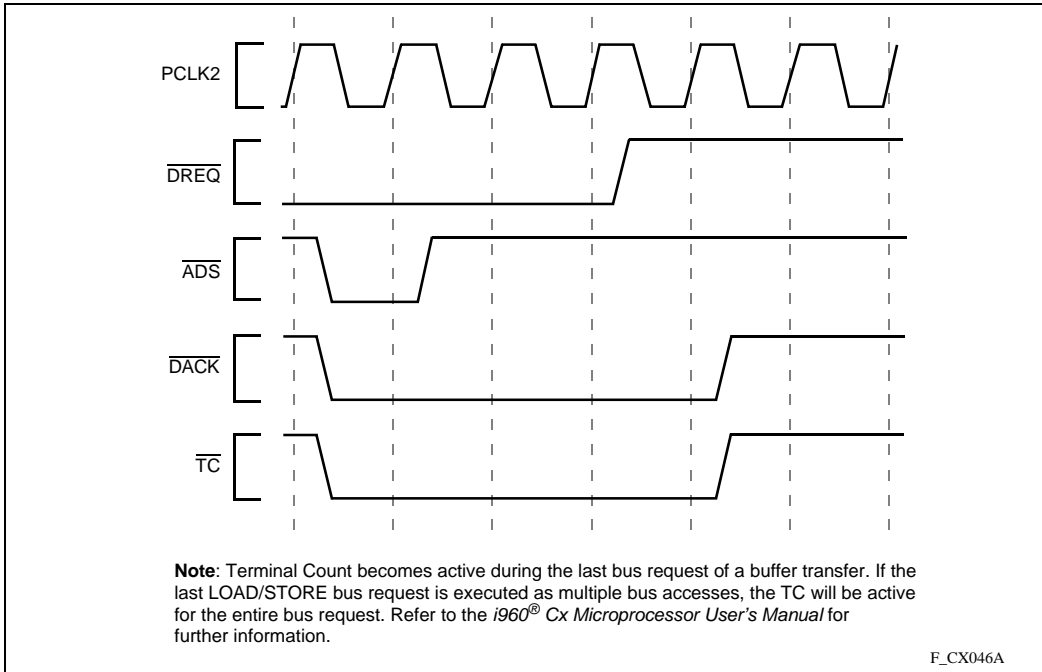 PCLK2
DREQ
ADS
DACK
TC
Note: Terminal Count becomes active during the last bus request of a buffer transfer. If the
last LOAD/STORE bus request is executed as multiple bus accesses, the TC will be active
for the entire bus request. Refer to the i960® Cx Microprocessor User's Manual for
further information.
F_CX046A